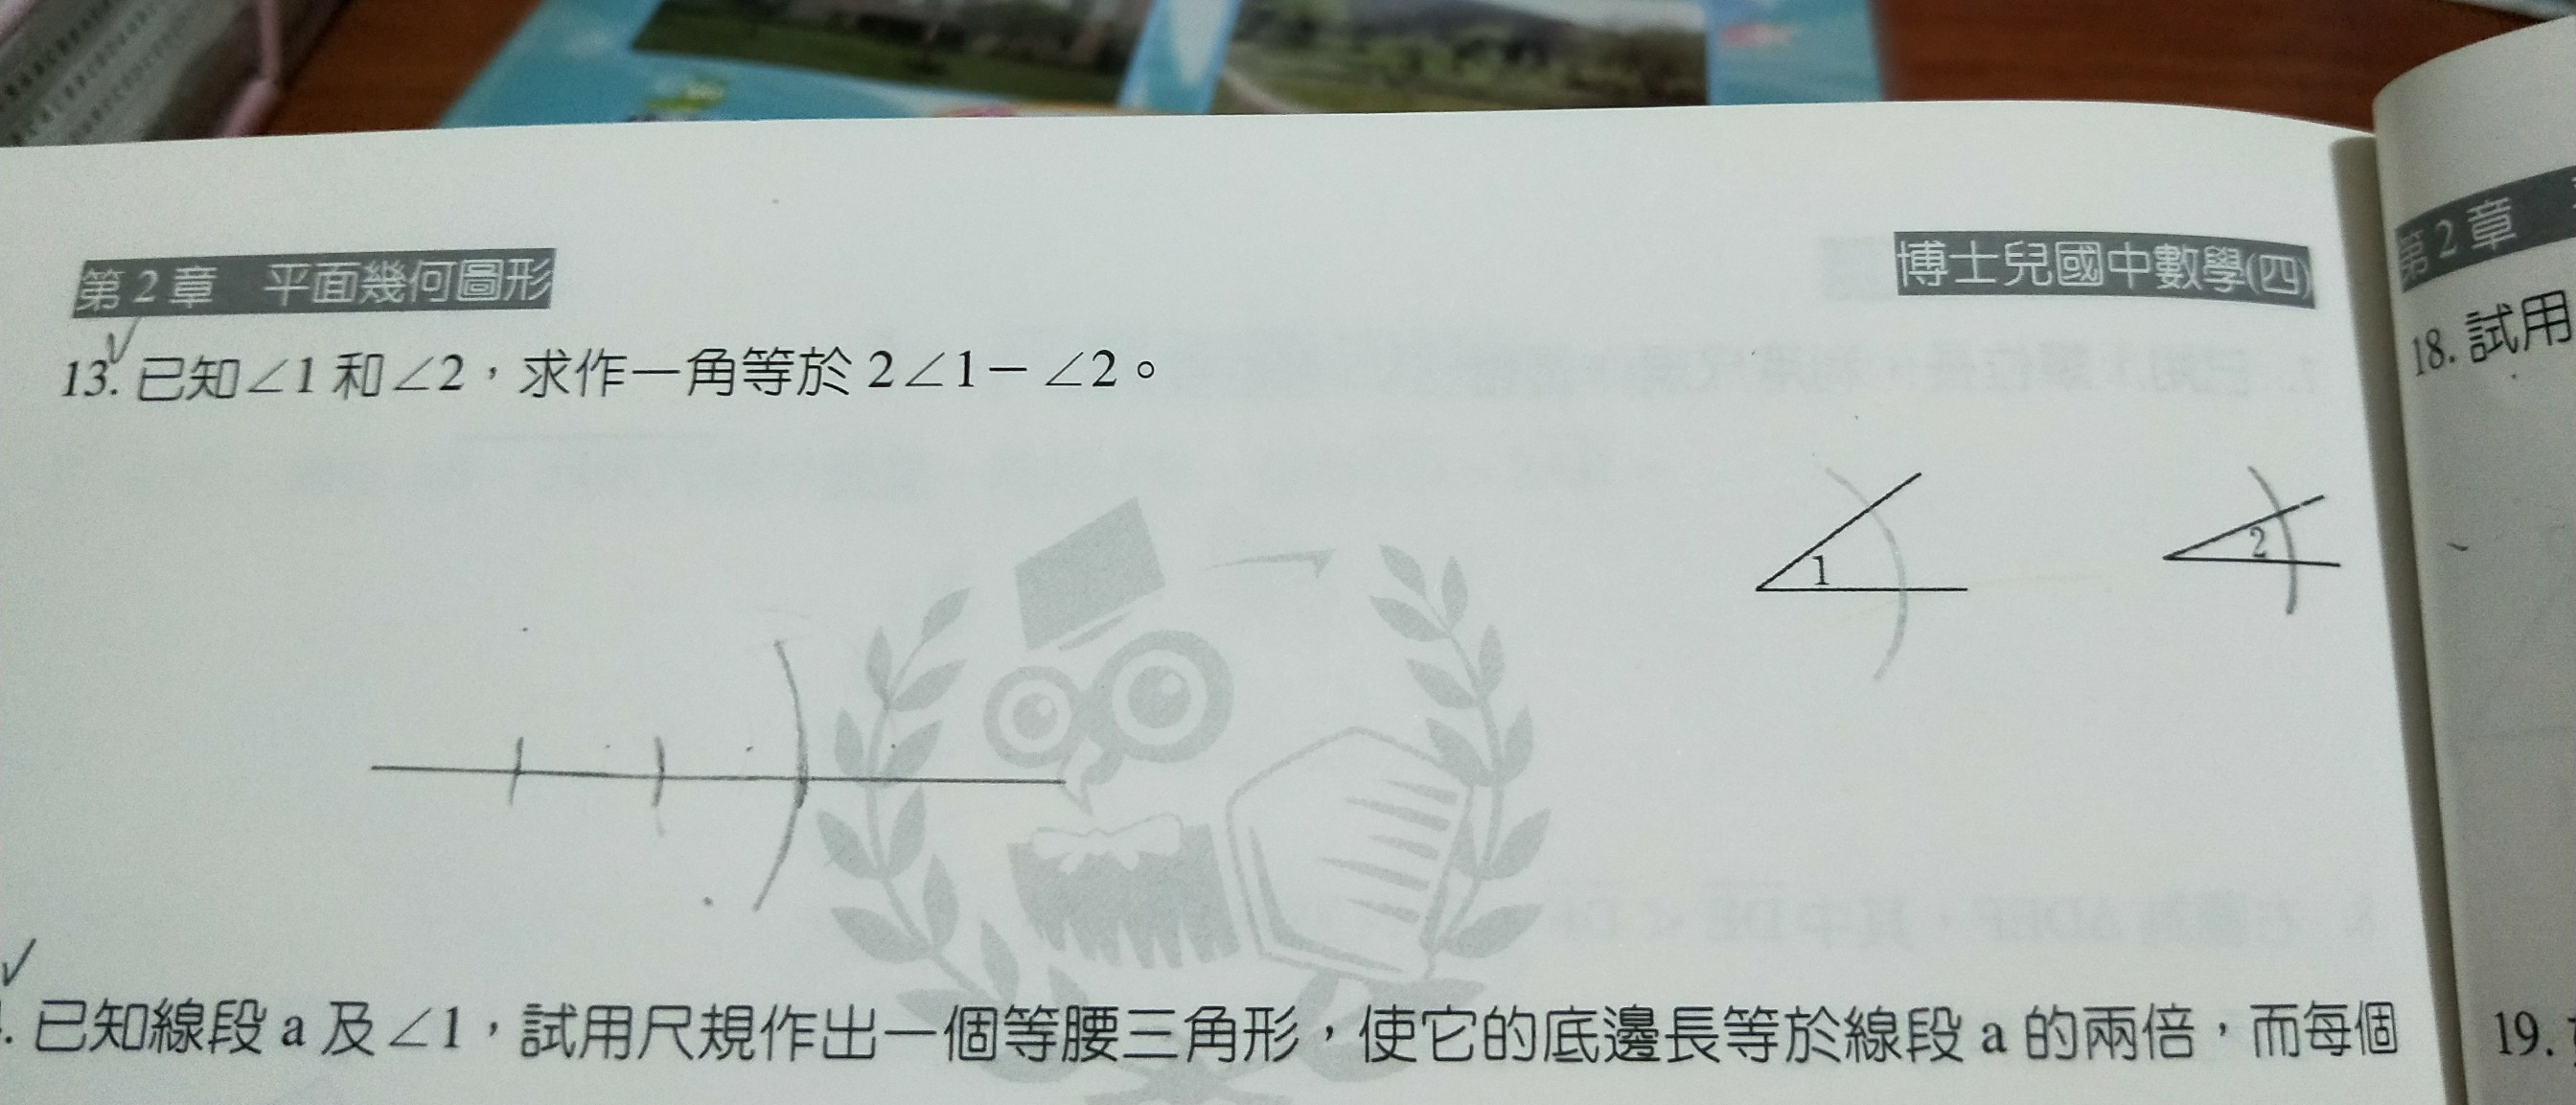 第2章 平面幾何圖形
博士兒國中數學(四)
13. 已知∠1 和∠2，求作一角等於 2∠1－∠2。
1
2
. 已知線段 a 及∠1，試用尺規作出一個等腰三角形，使它的底邊長等於線段 a 的兩倍，而每個
第2章
18. 試用
19.